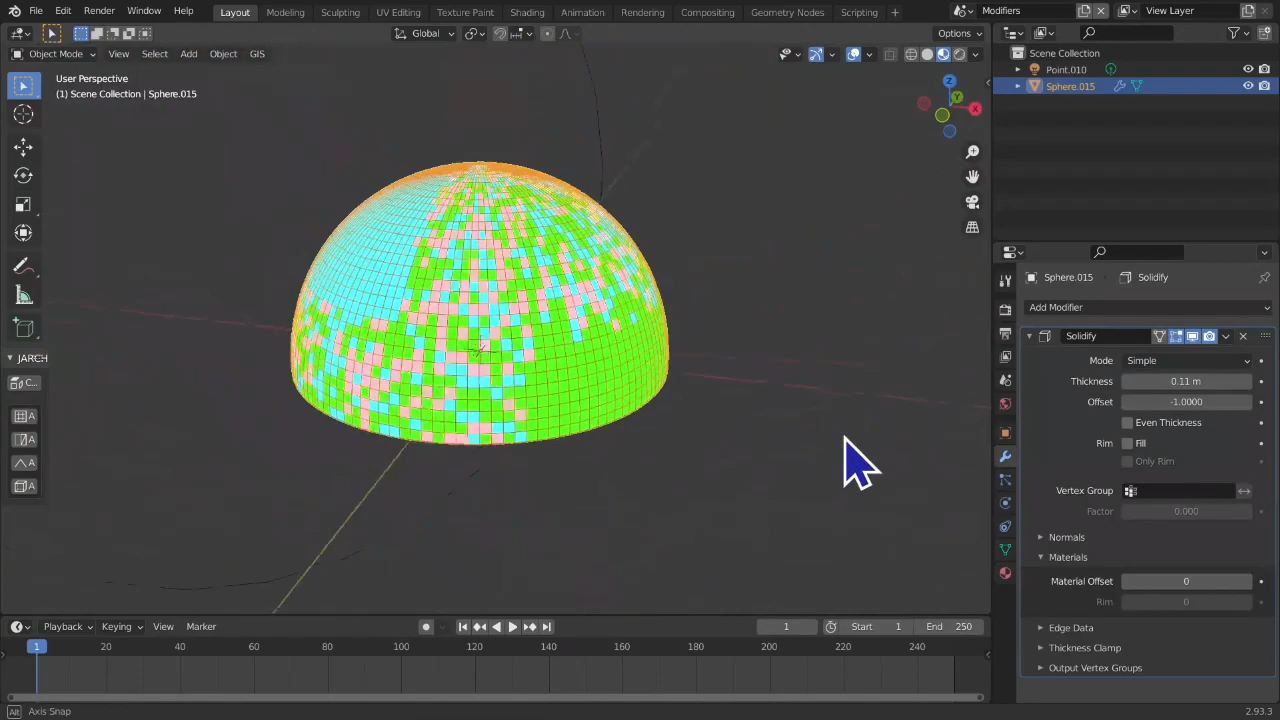 File Edit Render Window Help Layout Modeling Sculpting UV Editing Texture Paint Shading Animation Rendering Compositing Geometry Nodes Scripting + Modifiers View Layer
Global Options
Object Mode View Select Add Object GIS
User Perspective
(1) Scene Collection | Sphere.015
Z
Y
X
JARCH
C...
A
A
A
A
Scene Collection
Point.010
Sphere.015
Sphere.015 Solidify
Add Modifier
Solidify
Mode Simple
Thickness 0.11 m
Offset -1.0000
Even Thickness
Rim Fill
Only Rim
Vertex Group
Factor 0.000
Normals
Materials
Material Offset 0
Rim 0
Edge Data
Thickness Clamp
Output Vertex Groups
Playback Keying View Marker 1 Start 1 End 250
1 20 40 60 80 100 120 140 160 180 200 220 240
Alt Axis Snap 2.93.3